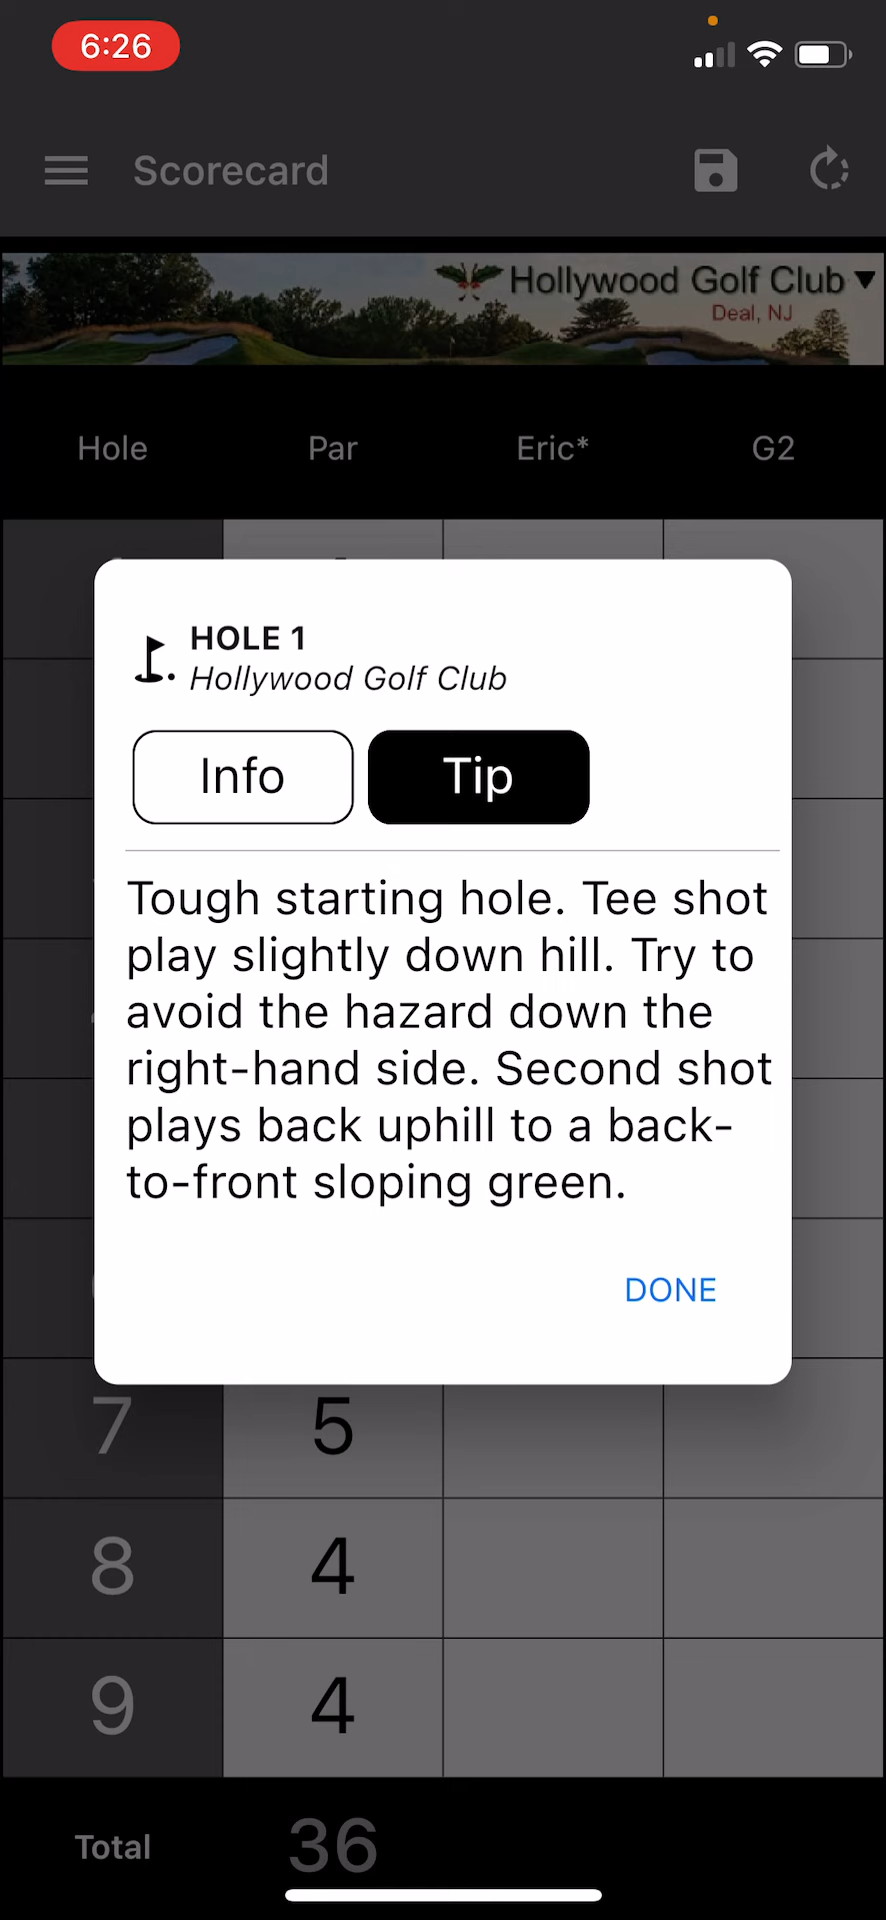 6:26
Scorecard
Hollywood Golf Club
Deal, NJ
Hole Par Eric* G2
HOLE 1
Hollywood Golf Club
Info Tip
Tough starting hole. Tee shot
play slightly down hill. Try to
avoid the hazard down the
right-hand side. Second shot
plays back uphill to a back-
to-front sloping green.
DONE
7 5
8 4
9 4
Total 36